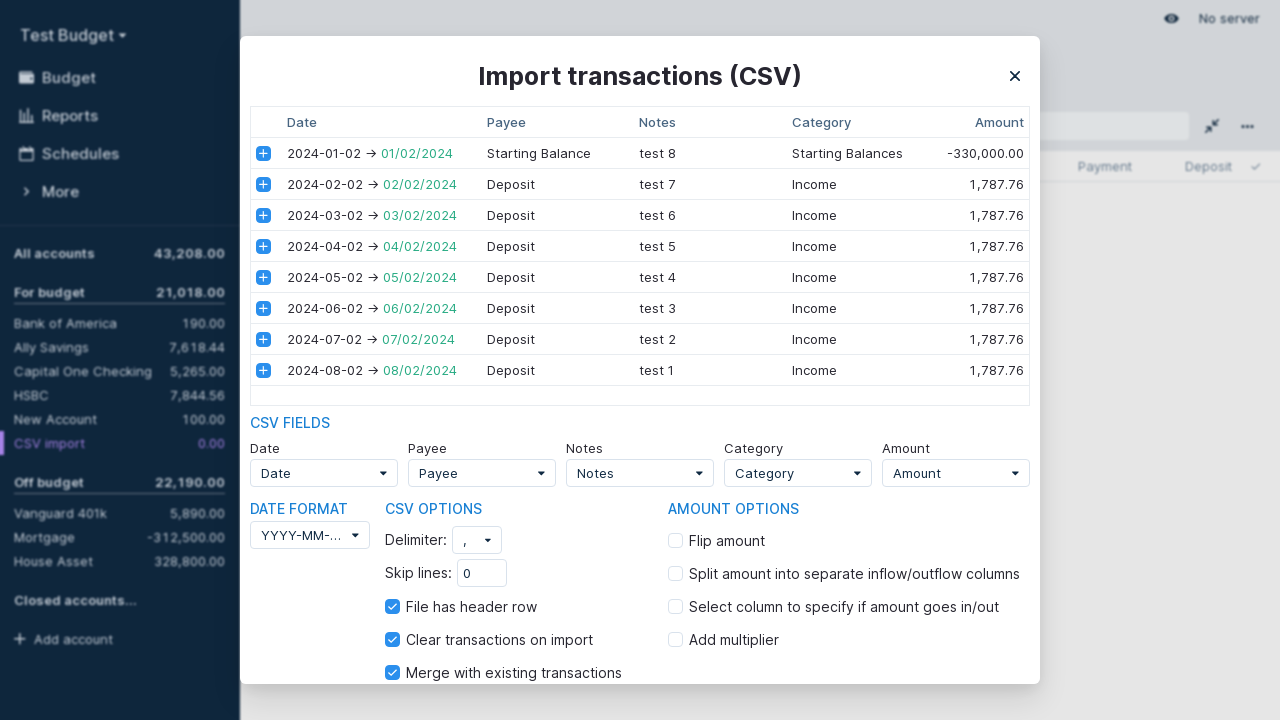 Test Budget
No server
Budget
Reports
Schedules
More
All accounts 43,208.00
For budget 21,018.00
Bank of America 190.00
Ally Savings 7,618.44
Capital One Checking 5,265.00
HSBC 7,844.56
New Account 100.00
CSV import 0.00
Off budget 22,190.00
Vanguard 401k 5,890.00
Mortgage -312,500.00
House Asset 328,800.00
Closed accounts...
Add account
Payment Deposit
Import transactions (CSV)
Date Payee Notes Category Amount
2024-01-02 → 01/02/2024 Starting Balance test 8 Starting Balances -330,000.00
2024-02-02 → 02/02/2024 Deposit test 7 Income 1,787.76
2024-03-02 → 03/02/2024 Deposit test 6 Income 1,787.76
2024-04-02 → 04/02/2024 Deposit test 5 Income 1,787.76
2024-05-02 → 05/02/2024 Deposit test 4 Income 1,787.76
2024-06-02 → 06/02/2024 Deposit test 3 Income 1,787.76
2024-07-02 → 07/02/2024 Deposit test 2 Income 1,787.76
2024-08-02 → 08/02/2024 Deposit test 1 Income 1,787.76
CSV FIELDS
Date Payee Notes Category Amount
Date Payee Notes Category Amount
DATE FORMAT
YYYY-MM-...
CSV OPTIONS
Delimiter: ,
Skip lines: 0
File has header row
Clear transactions on import
Merge with existing transactions
AMOUNT OPTIONS
Flip amount
Split amount into separate inflow/outflow columns
Select column to specify if amount goes in/out
Add multiplier